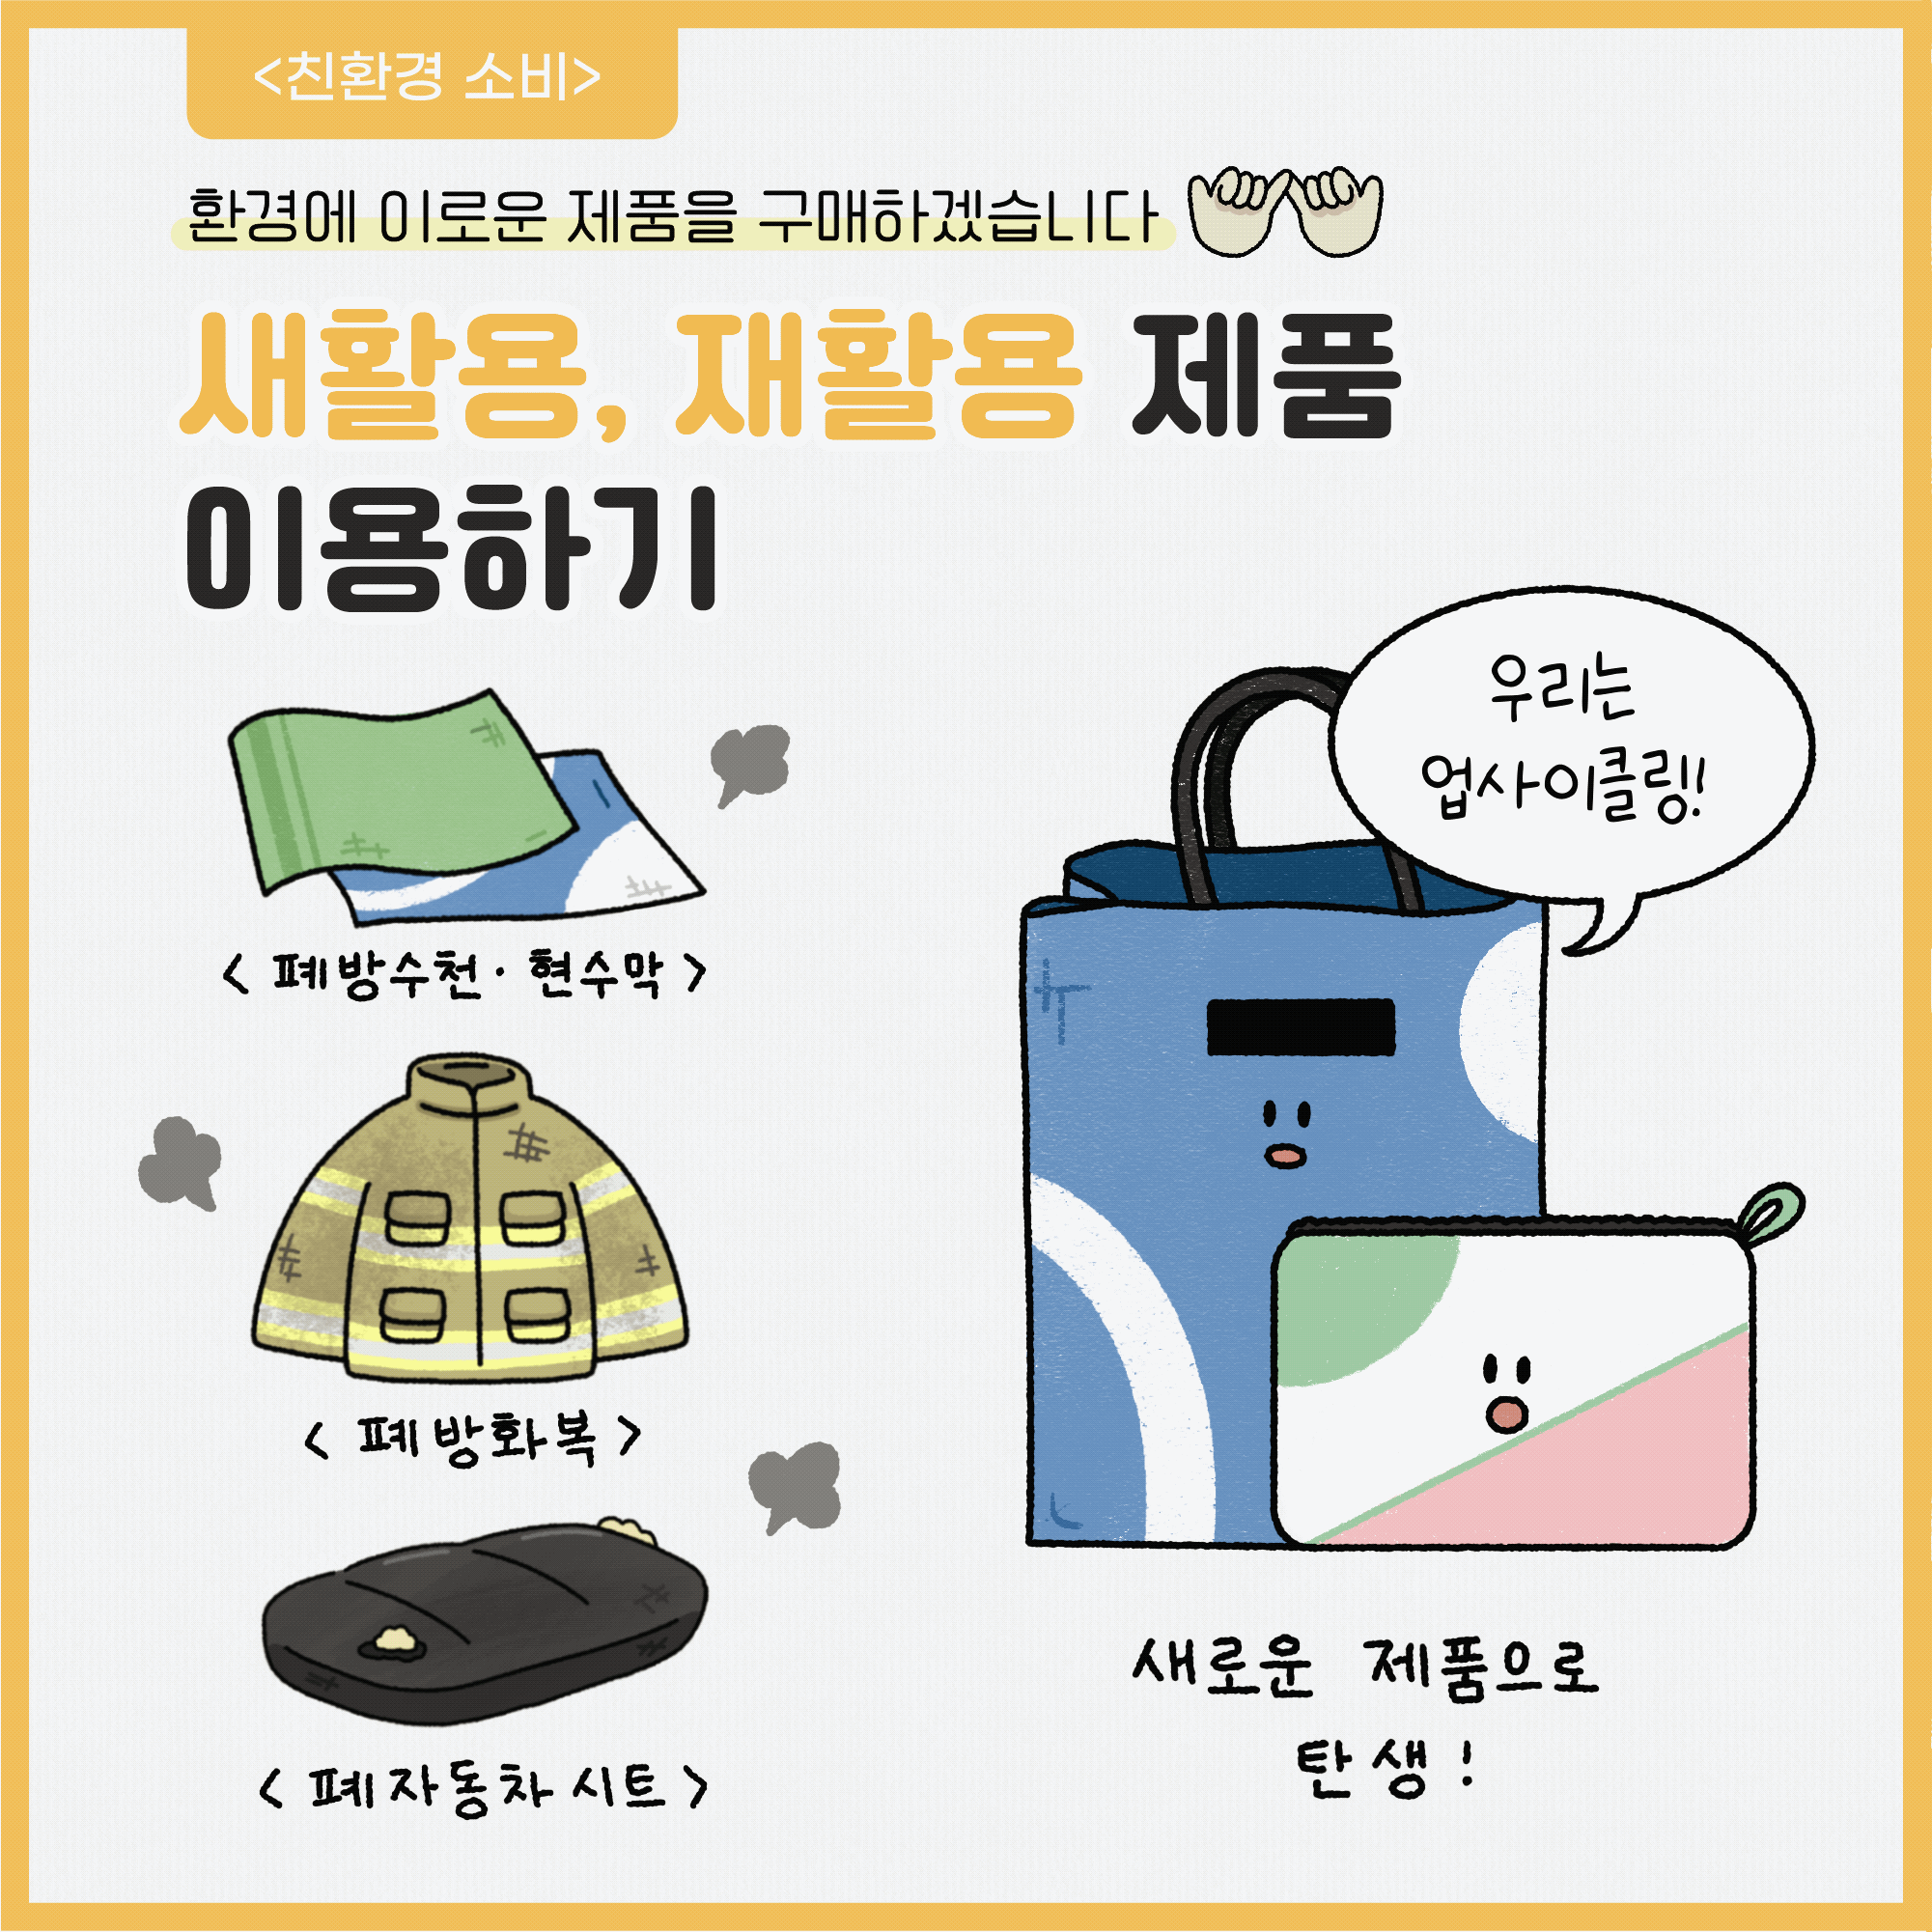 <친환경 소비>
환경에 이로운 제품을 구매하겠습니다
새활용, 재활용 제품
이용하기
우리는
업사이클링!
< 폐방수천·현수막 >
< 폐방화복 >
< 폐자동차시트 >
새로운 제품으로
탄생!